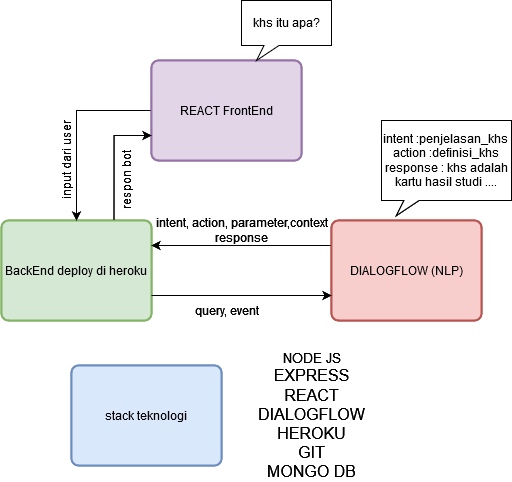 khs itu apa?
REACT FrontEnd
input dari user
respon bot
intent :penjelasan_khs
action :definisi_khs
response : khs adalah
kartu hasil studi ....
intent, action, parameter,context
response
BackEnd deploy di heroku
DIALOGFLOW (NLP)
query, event
stack teknologi
NODE JS
EXPRESS
REACT
DIALOGFLOW
HEROKU
GIT
MONGO DB